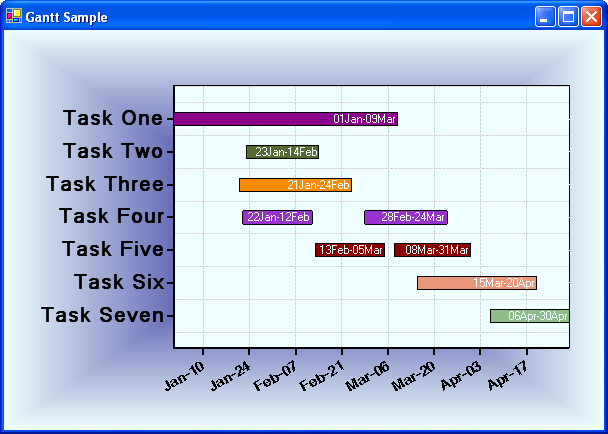 Gantt Sample
Task One 01Jan-09Mar
Task Two 23Jan-14Feb
Task Three 21Jan-24Feb
Task Four 22Jan-12Feb 28Feb-24Mar
Task Five 13Feb-05Mar 08Mar-31Mar
Task Six 15Mar-20Apr
Task Seven 06Apr-30Apr
Jan-10 Jan-24 Feb-07 Feb-21 Mar-06 Mar-20 Apr-03 Apr-17